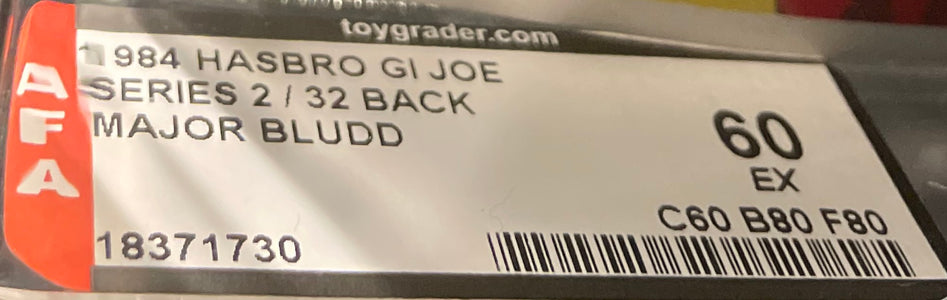 toygrader.com
AFA
1984 HASBRO GI JOE
SERIES 2 / 32 BACK
MAJOR BLUDD
60
EX
C60 B80 F80
18371730